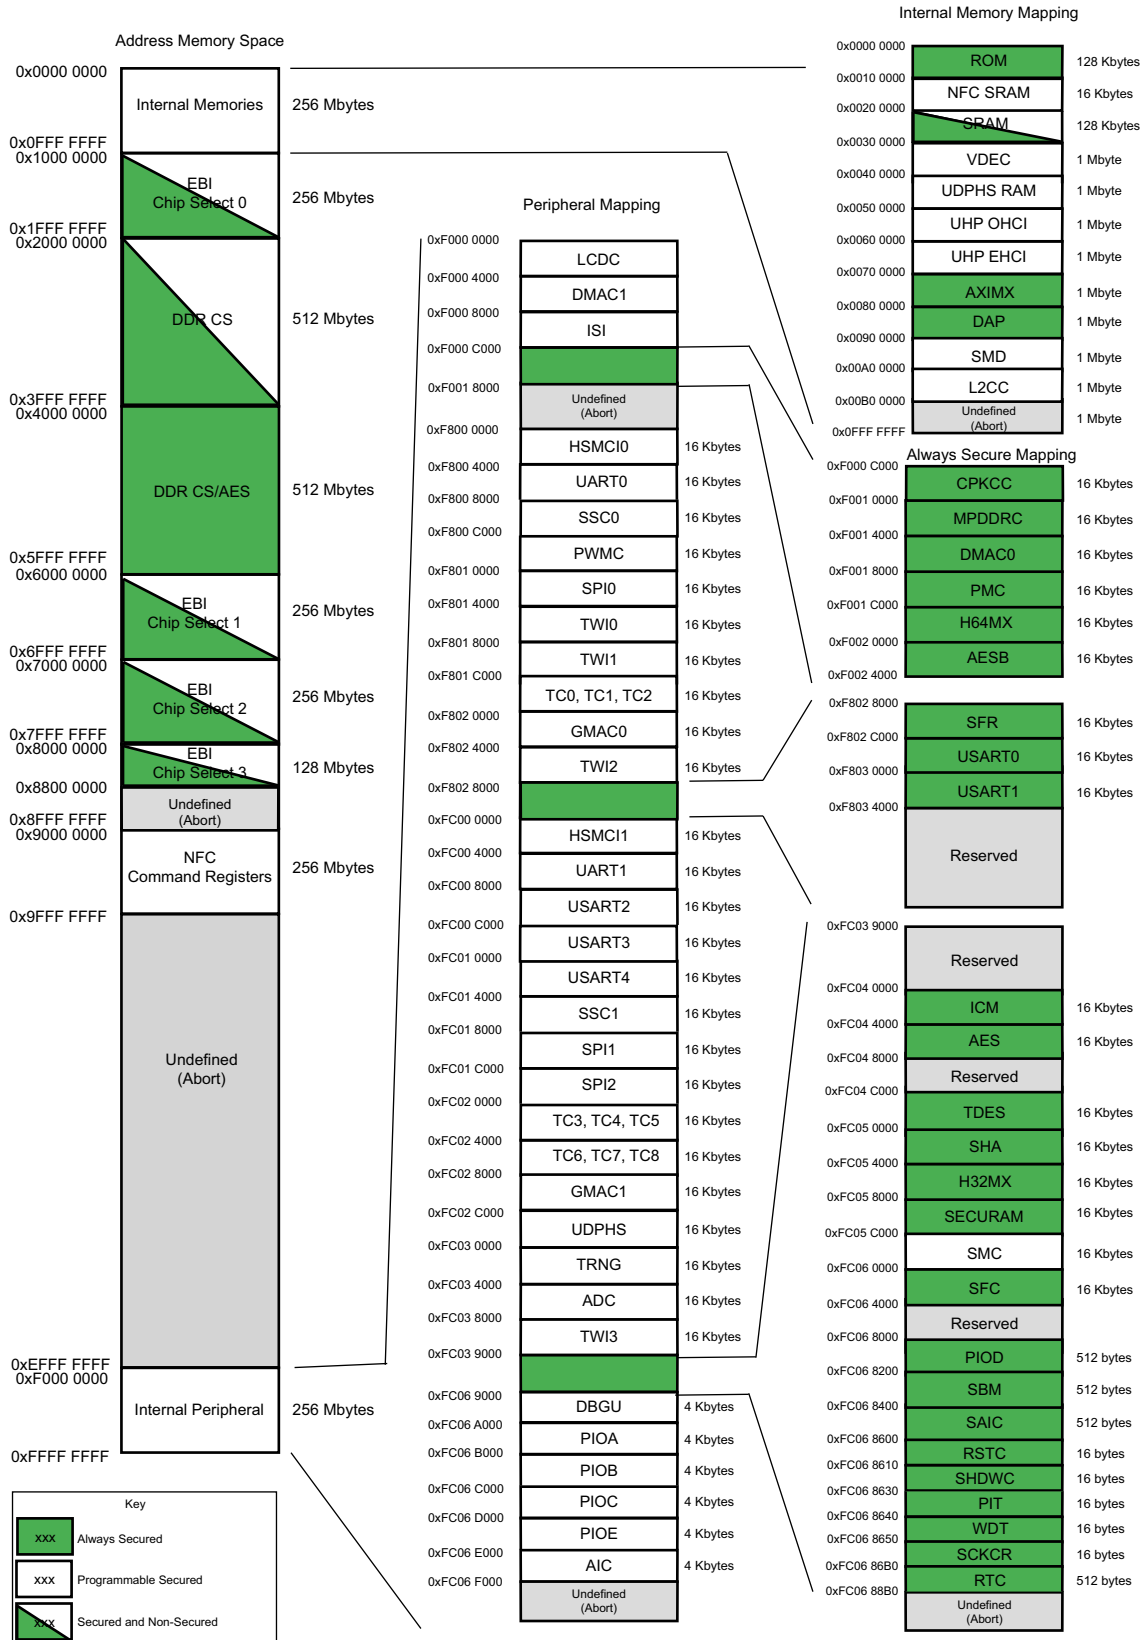 Internal Memory Mapping
Address Memory Space
0x0000 0000
Internal Memories
256 Mbytes
0x0FFF FFFF
0x1000 0000
EBI
Chip Select 0
256 Mbytes
0x1FFF FFFF
0x2000 0000
DDR CS
512 Mbytes
0x3FFF FFFF
0x4000 0000
DDR CS/AES
512 Mbytes
0x5FFF FFFF
0x6000 0000
EBI
Chip Select 1
256 Mbytes
0x6FFF FFFF
0x7000 0000
EBI
Chip Select 2
256 Mbytes
0x7FFF FFFF
0x8000 0000
EBI
Chip Select 3
128 Mbytes
0x8800 0000
Undefined
(Abort)
0x8FFF FFFF
0x9000 0000
NFC
Command Registers
256 Mbytes
0x9FFF FFFF
Undefined
(Abort)
0xEFFF FFFF
0xF000 0000
Internal Peripheral
256 Mbytes
0xFFFF FFFF
Key
xxx Always Secured
xxx Programmable Secured
xxx Secured and Non-Secured
Peripheral Mapping
0xF000 0000
LCDC
0xF000 4000
DMAC1
0xF000 8000
ISI
0xF000 C000
0xF001 8000
Undefined
(Abort)
0xF800 0000
HSMCI0 16 Kbytes
0xF800 4000
UART0 16 Kbytes
0xF800 8000
SSC0 16 Kbytes
0xF800 C000
PWMC 16 Kbytes
0xF801 0000
SPI0 16 Kbytes
0xF801 4000
TWI0 16 Kbytes
0xF801 8000
TWI1 16 Kbytes
0xF801 C000
TC0, TC1, TC2 16 Kbytes
0xF802 0000
GMAC0 16 Kbytes
0xF802 4000
TWI2 16 Kbytes
0xF802 8000
0xFC00 0000
HSMCI1 16 Kbytes
0xFC00 4000
UART1 16 Kbytes
0xFC00 8000
USART2 16 Kbytes
0xFC00 C000
USART3 16 Kbytes
0xFC01 0000
USART4 16 Kbytes
0xFC01 4000
SSC1 16 Kbytes
0xFC01 8000
SPI1 16 Kbytes
0xFC01 C000
SPI2 16 Kbytes
0xFC02 0000
TC3, TC4, TC5 16 Kbytes
0xFC02 4000
TC6, TC7, TC8 16 Kbytes
0xFC02 8000
GMAC1 16 Kbytes
0xFC02 C000
UDPHS 16 Kbytes
0xFC03 0000
TRNG 16 Kbytes
0xFC03 4000
ADC 16 Kbytes
0xFC03 8000
TWI3 16 Kbytes
0xFC03 9000
0xFC06 9000
DBGU 4 Kbytes
0xFC06 A000
PIOA 4 Kbytes
0xFC06 B000
PIOB 4 Kbytes
0xFC06 C000
PIOC 4 Kbytes
0xFC06 D000
PIOE 4 Kbytes
0xFC06 E000
AIC 4 Kbytes
0xFC06 F000
Undefined
(Abort)
0x0000 0000
ROM 128 Kbytes
0x0010 0000
NFC SRAM 16 Kbytes
0x0020 0000
SRAM 128 Kbytes
0x0030 0000
VDEC 1 Mbyte
0x0040 0000
UDPHS RAM 1 Mbyte
0x0050 0000
UHP OHCI 1 Mbyte
0x0060 0000
UHP EHCI 1 Mbyte
0x0070 0000
AXIMX 1 Mbyte
0x0080 0000
DAP 1 Mbyte
0x0090 0000
SMD 1 Mbyte
0x00A0 0000
L2CC 1 Mbyte
0x00B0 0000
Undefined
(Abort)
1 Mbyte
0x0FFF FFFF
Always Secure Mapping
0xF000 C000
CPKCC 16 Kbytes
0xF001 0000
MPDDRC 16 Kbytes
0xF001 4000
DMAC0 16 Kbytes
0xF001 8000
PMC 16 Kbytes
0xF001 C000
H64MX 16 Kbytes
0xF002 0000
AESB 16 Kbytes
0xF002 4000
0xF802 8000
SFR 16 Kbytes
0xF802 C000
USART0 16 Kbytes
0xF803 0000
USART1 16 Kbytes
0xF803 4000
Reserved
0xFC03 9000
Reserved
0xFC04 0000
ICM 16 Kbytes
0xFC04 4000
AES 16 Kbytes
0xFC04 8000
Reserved
0xFC04 C000
TDES 16 Kbytes
0xFC05 0000
SHA 16 Kbytes
0xFC05 4000
H32MX 16 Kbytes
0xFC05 8000
SECURAM 16 Kbytes
0xFC05 C000
SMC 16 Kbytes
0xFC06 0000
SFC 16 Kbytes
0xFC06 4000
Reserved
0xFC06 8000
PIOD 512 bytes
0xFC06 8200
SBM 512 bytes
0xFC06 8400
SAIC 512 bytes
0xFC06 8600
RSTC 16 bytes
0xFC06 8610
SHDWC 16 bytes
0xFC06 8630
PIT 16 bytes
0xFC06 8640
WDT 16 bytes
0xFC06 8650
SCKCR 16 bytes
0xFC06 86B0
RTC 512 bytes
0xFC06 88B0
Undefined
(Abort)